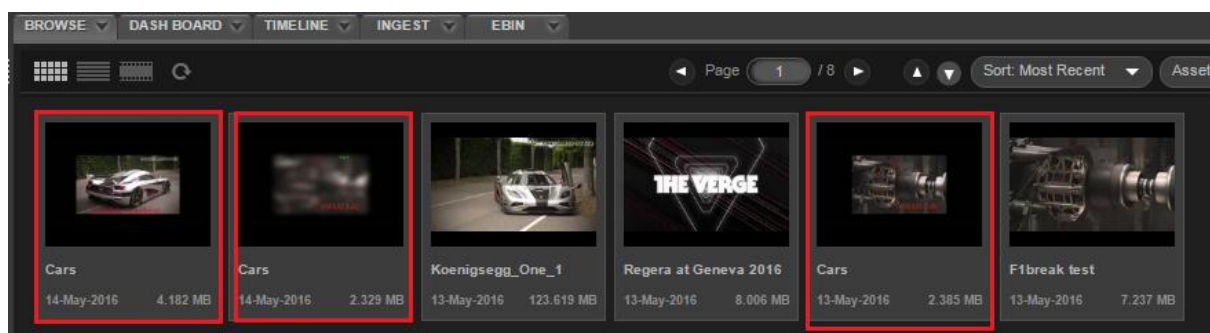 BROWSE DASH BOARD TIMELINE INGEST EBIN
Page 1 / 8 Sort: Most Recent Asset
THE VERGE
Cars Cars Koenigsegg_One_1 Regera at Geneva 2016 Cars F1break test
14-May-2016 4.182 MB 14-May-2016 2.329 MB 13-May-2016 123.619 MB 13-May-2016 8.006 MB 13-May-2016 2.385 MB 13-May-2016 7.237 MB